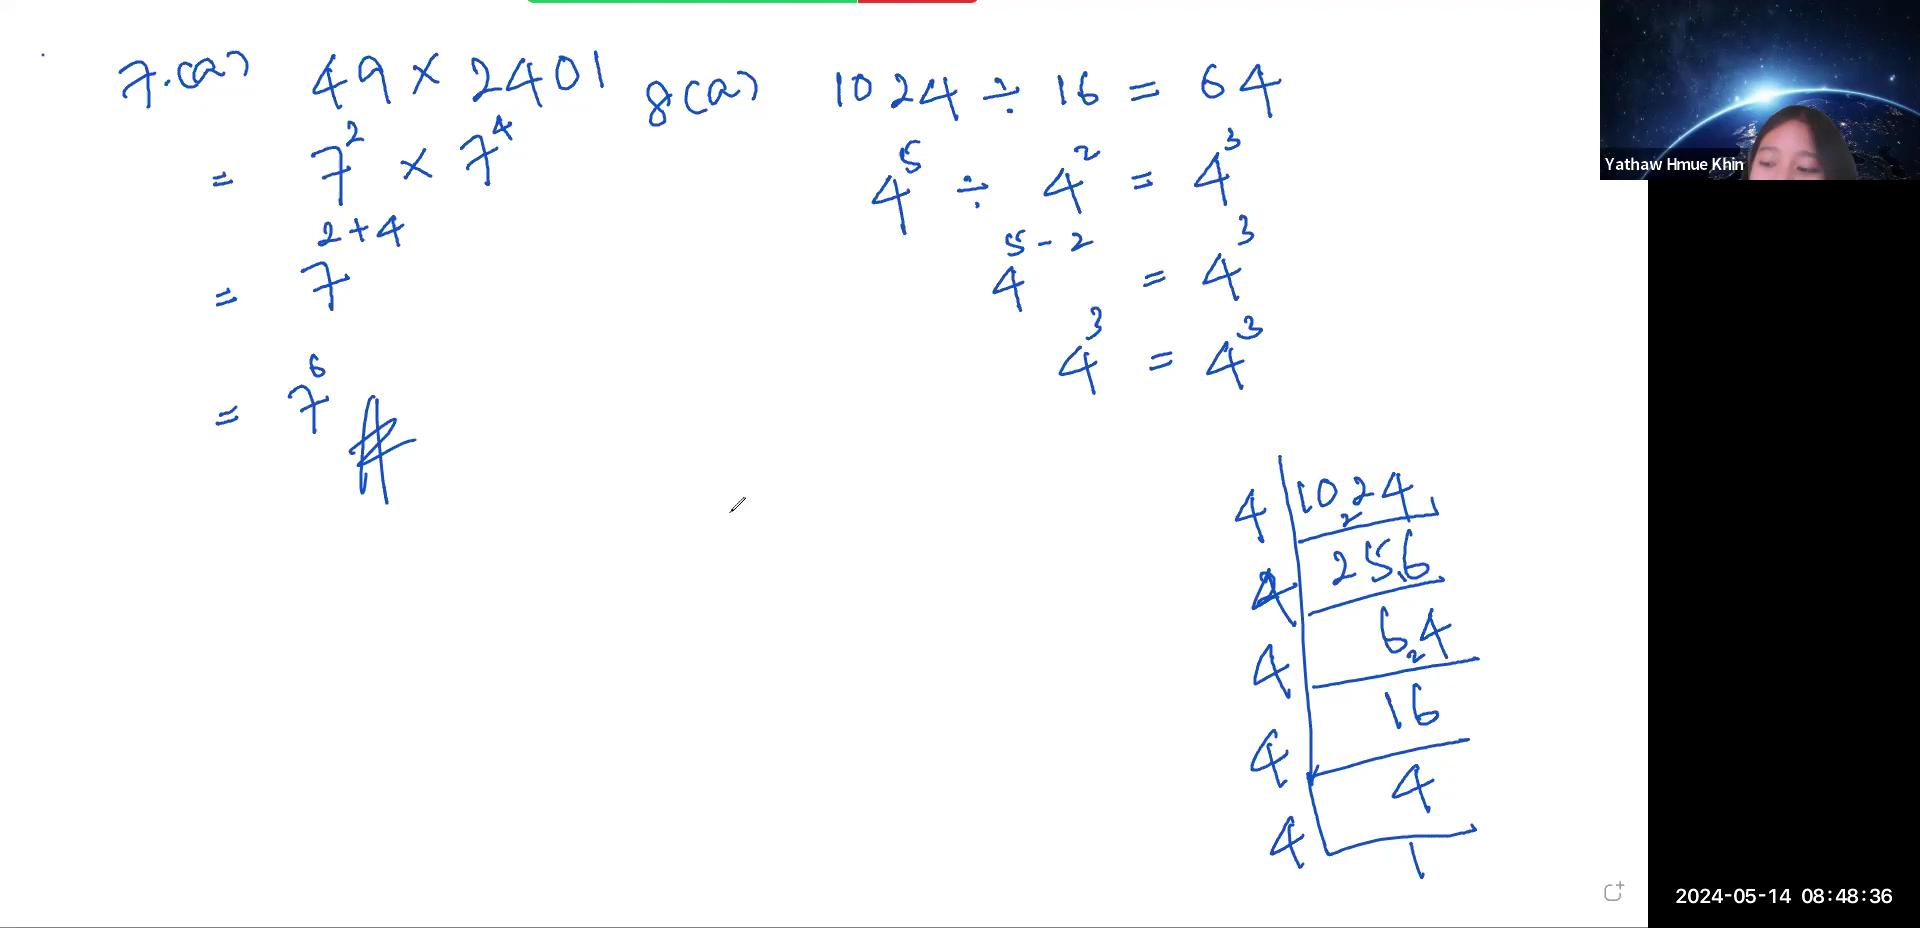 7.(a) 49 × 2401
= 7² × 7⁴
= 7²⁺⁴
= 7⁶
8(a) 1024 ÷ 16 = 64
4⁵ ÷ 4² = 4³
4⁵⁻² = 4³
4³ = 4³
4 | 1024
2
4 | 256
4 | 64
2
4 | 16
4 | 4
1
Yathaw Hmue Khin
2024-05-14 08:48:36